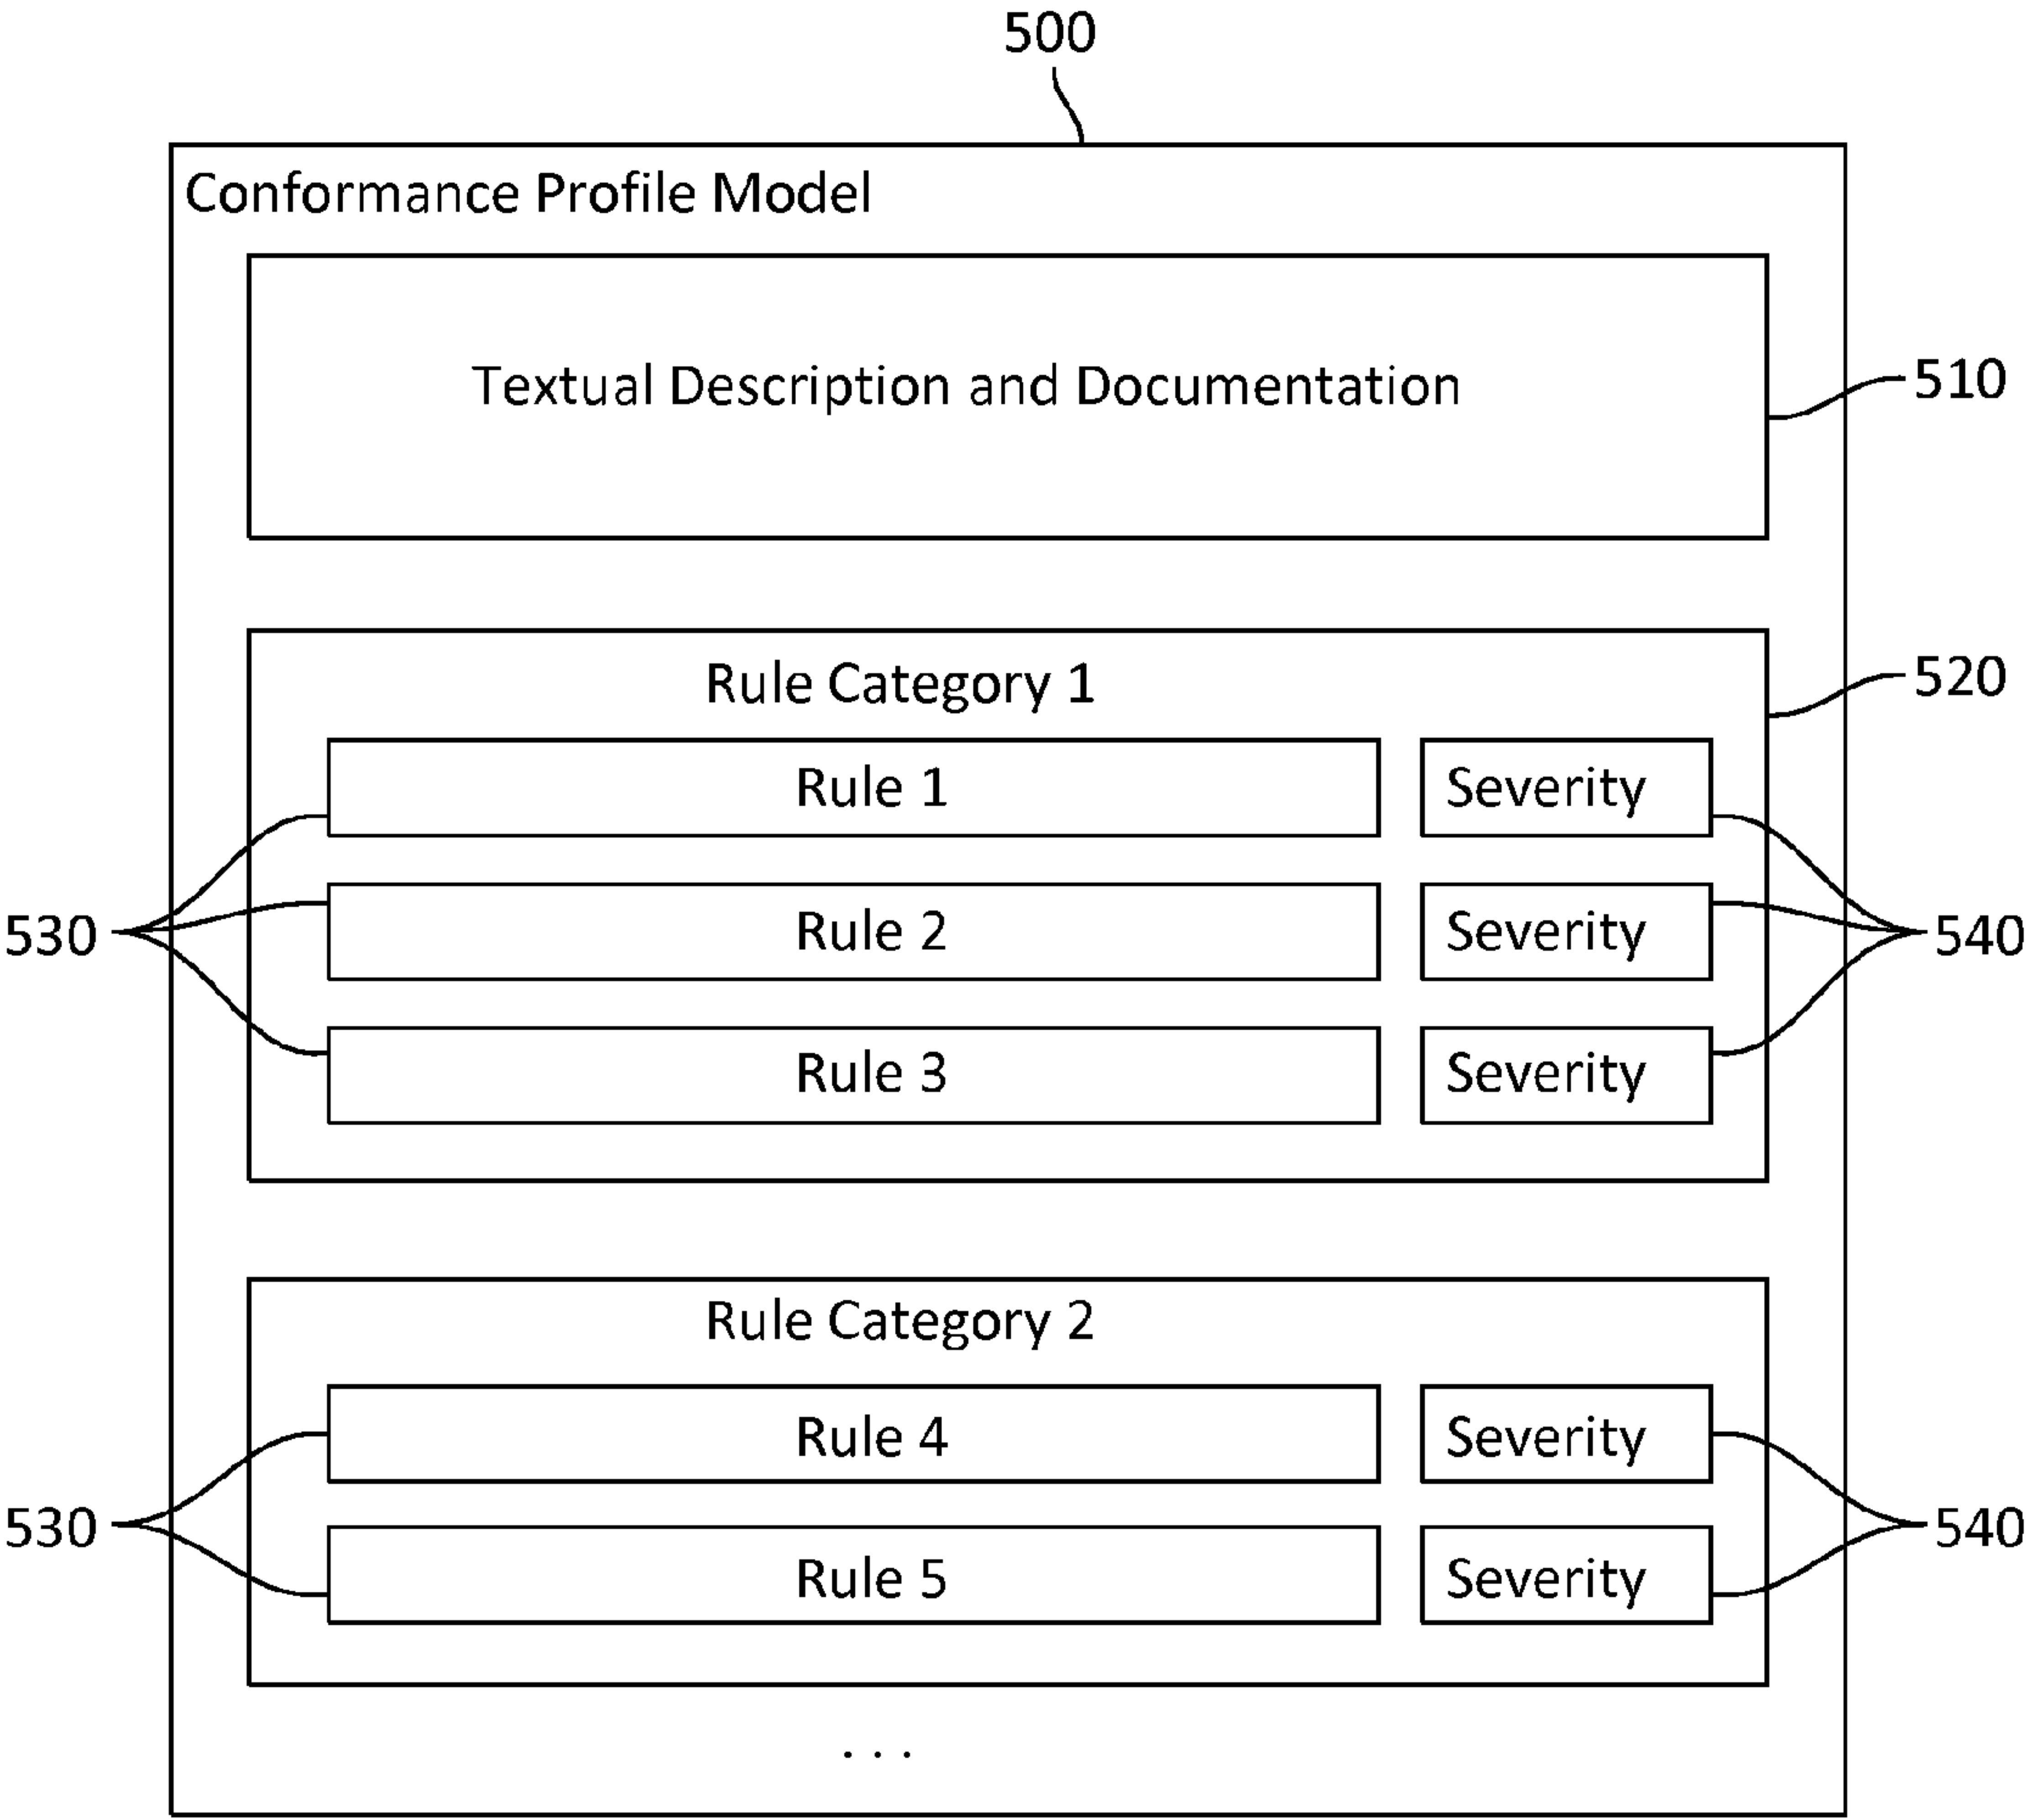 500
Conformance Profile Model
Textual Description and Documentation
510
Rule Category 1
520
Rule 1 Severity
530 Rule 2 Severity 540
Rule 3 Severity
Rule Category 2
Rule 4 Severity
530 540
Rule 5 Severity
. . .